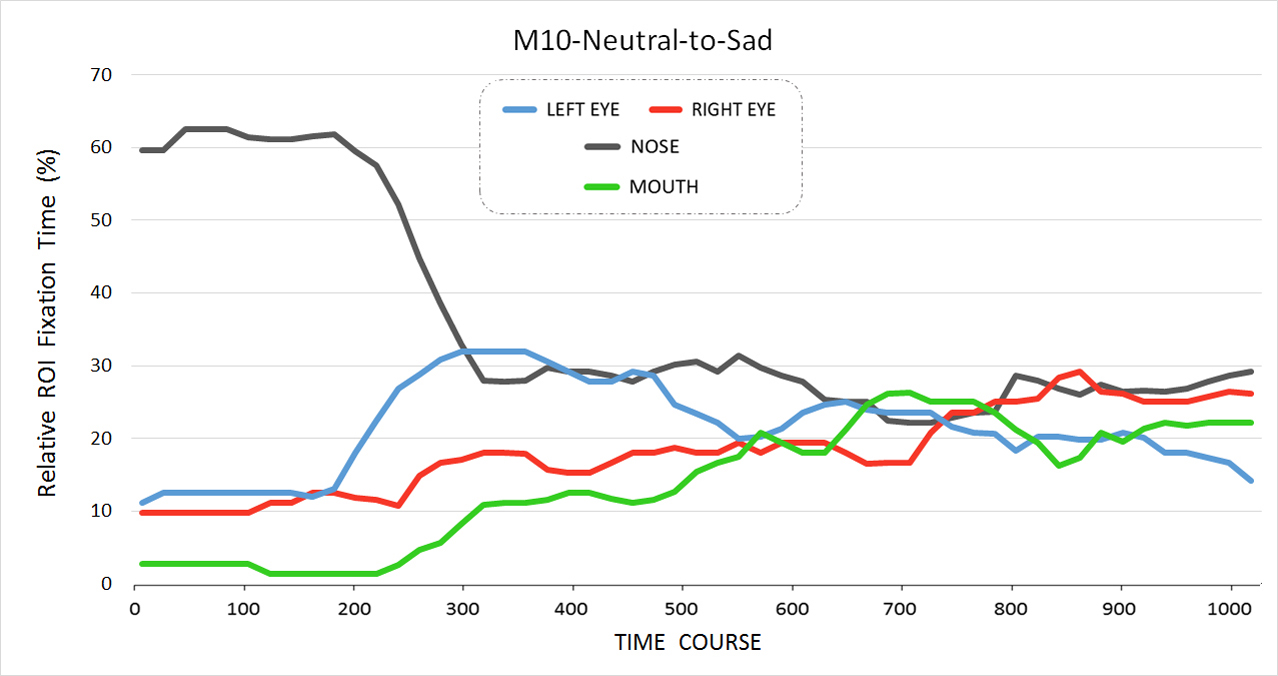 M10-Neutral-to-Sad
70
60
50
40
30
20
10
0
Relative ROI Fixation Time (%)
LEFT EYE RIGHT EYE
NOSE
MOUTH
0 100 200 300 400 500 600 700 800 900 1000
TIME COURSE